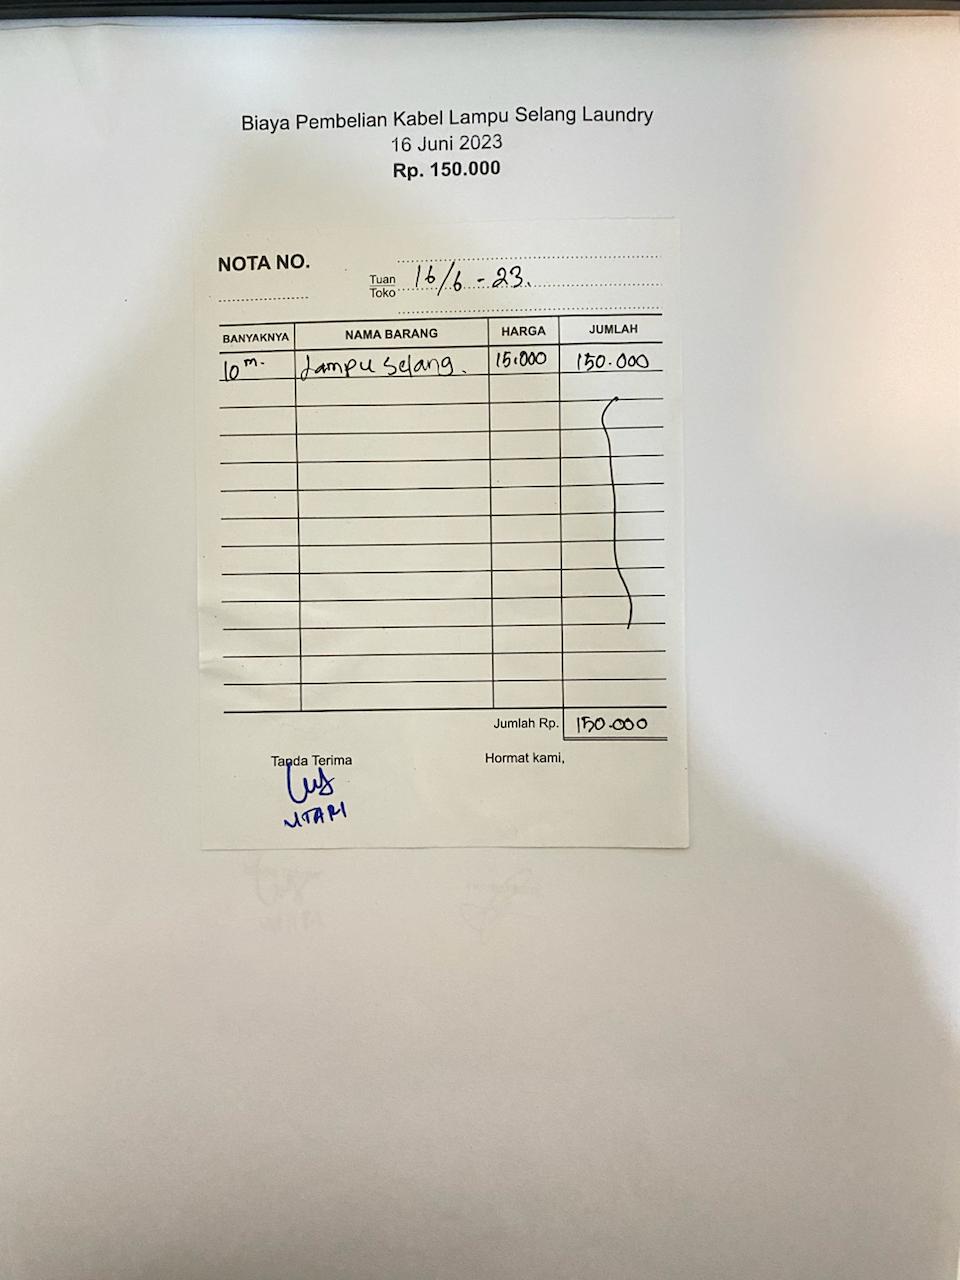 Biaya Pembelian Kabel Lampu Selang Laundry
16 Juni 2023
Rp. 150.000
NOTA NO.
Tuan
Toko
16/6 - 23.
BANYAKNYA NAMA BARANG HARGA JUMLAH
10 m. Lampu Selang. 15.000 150.000
Jumlah Rp. 150.000
Tanda Terima Hormat kami,
UTARI